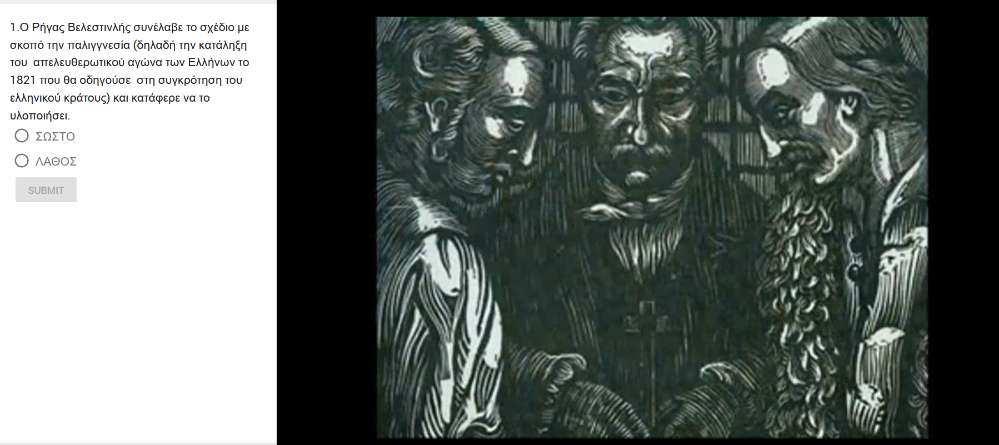 1.Ο Ρήγας Βελεστινλής συνέλαβε το σχέδιο με
σκοπό την παλιγγνεσία (δηλαδή την κατάληξη
του  απελευθερωτικού αγώνα των Ελλήνων το
1821 που θα οδηγούσε  στη συγκρότηση του
ελληνικού κράτους) και κατάφερε να το
υλοποιήσει.
ΣΩΣΤΟ
ΛΑΘΟΣ
SUBMIT